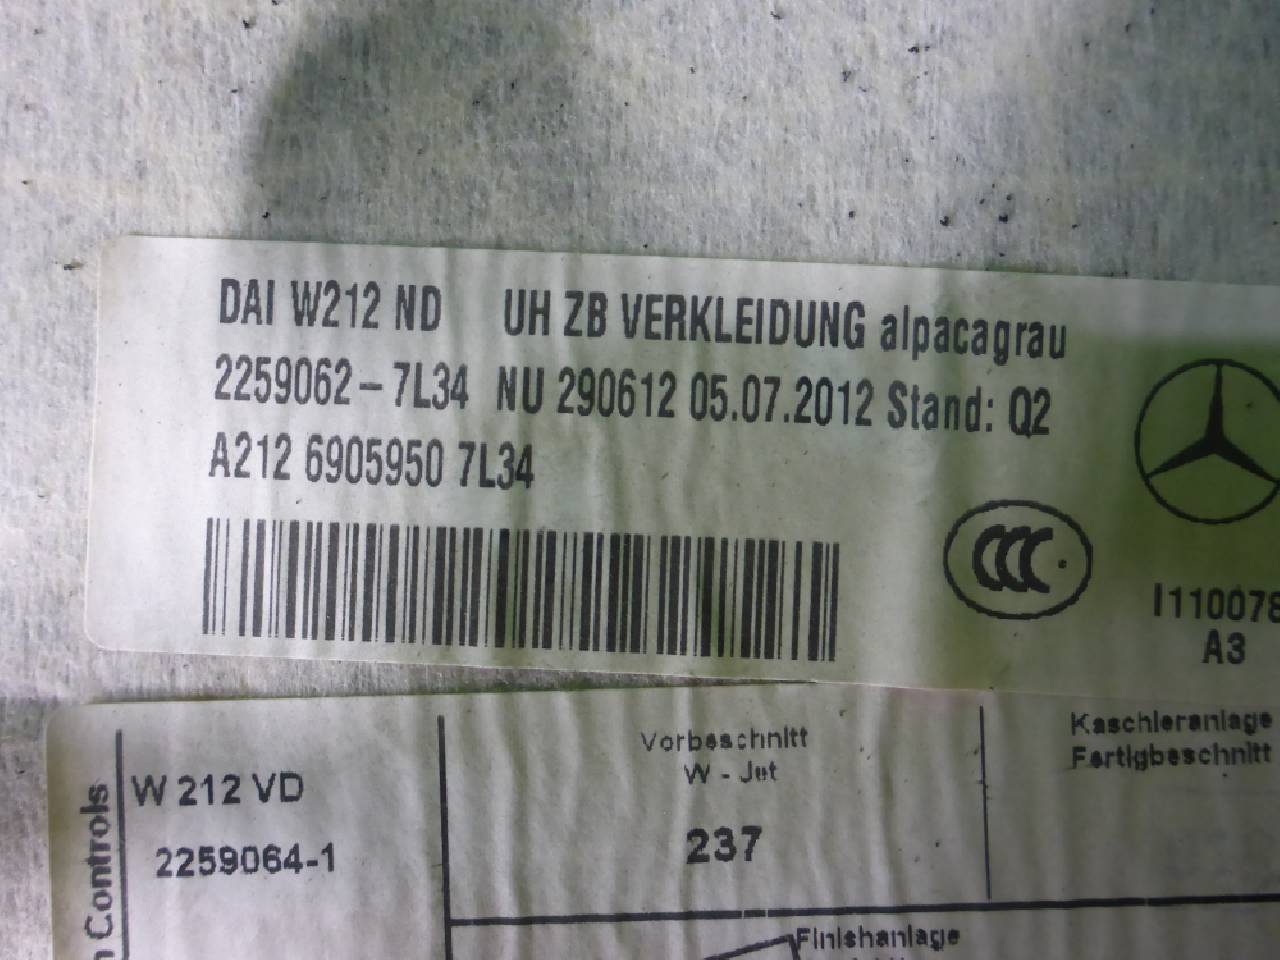 DAI W212 ND UH ZB VERKLEIDUNG alpacagrau
2259062-7L34 NU 290612 05.07.2012 Stand: Q2
A212 6905950 7L34
CCC
I110078
A3
Controls
W 212 VD
2259064-1
Vorbeschnitt
W - Jet
237
Kaschieranlage
Fertigbeschnitt
Finishanlage